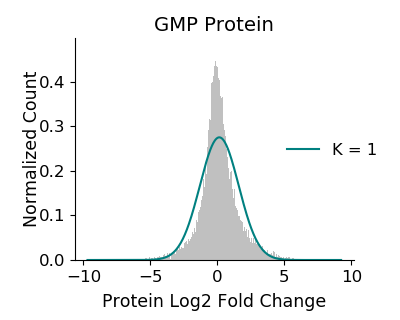 GMP Protein
Normalized Count
0.4
0.3
0.2
0.1
0.0
K = 1
−10
−5
0
5
10
Protein Log2 Fold Change